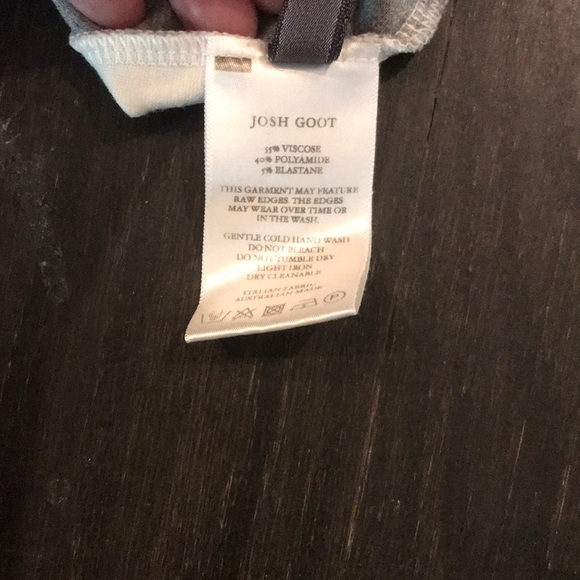 JOSH GOOT
55% VISCOSE
40% POLYAMIDE
5% ELASTANE
THIS GARMENT MAY FEATURE
RAW EDGES. THE EDGES
MAY WEAR OVER TIME OR
IN THE WASH.
GENTLE COLD HAND WASH
DO NOT BLEACH
DO NOT TUMBLE DRY
LIGHT IRON
DRY CLEANABLE
ITALIAN FABRIC
AUSTRALIAN MADE
P